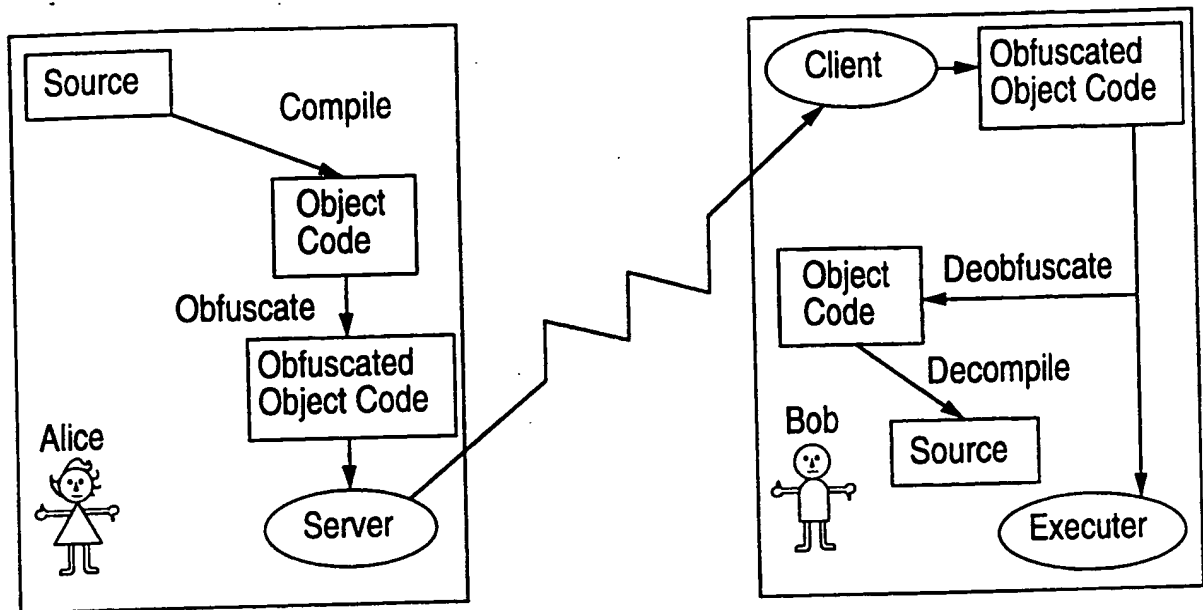 Source
Compile
Object
Code
Obfuscate
Obfuscated
Object Code
Alice
Server
Client
Obfuscated
Object Code
Object
Code
Deobfuscate
Decompile
Bob
Source
Executer